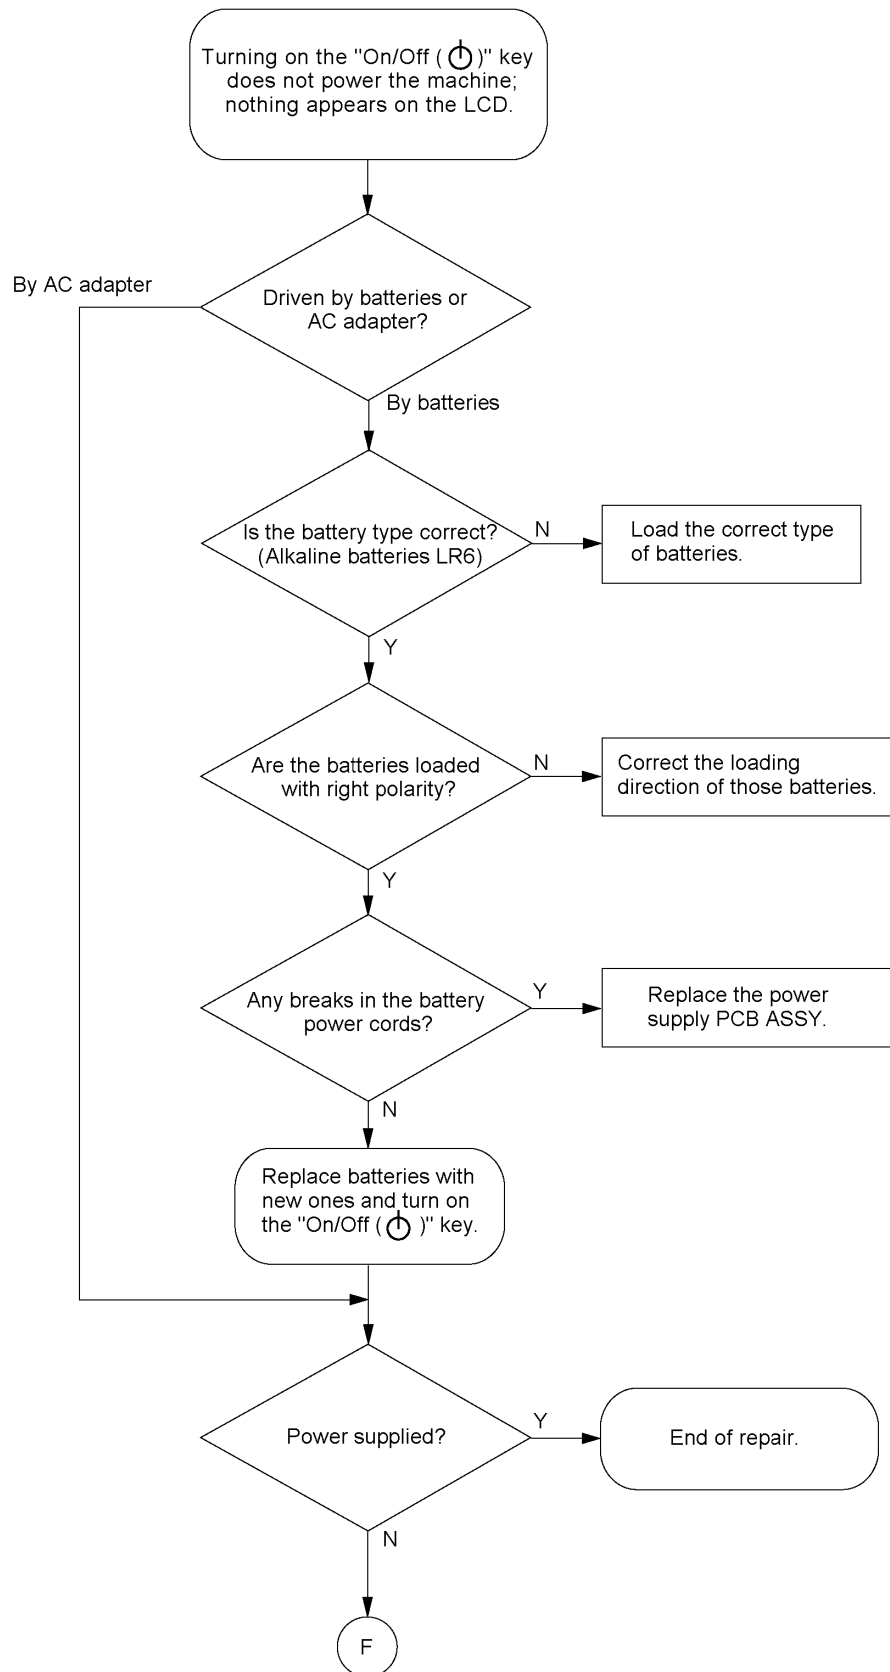 Turning on the "On/Off ( )" key
does not power the machine;
nothing appears on the LCD.
By AC adapter
Driven by batteries or
AC adapter?
By batteries
Is the battery type correct?
(Alkaline batteries LR6)
N
Load the correct type
of batteries.
Y
Are the batteries loaded
with right polarity?
N
Correct the loading
direction of those batteries.
Y
Any breaks in the battery
power cords?
Y
Replace the power
supply PCB ASSY.
N
Replace batteries with
new ones and turn on
the "On/Off ( )" key.
Power supplied?
Y
End of repair.
N
F